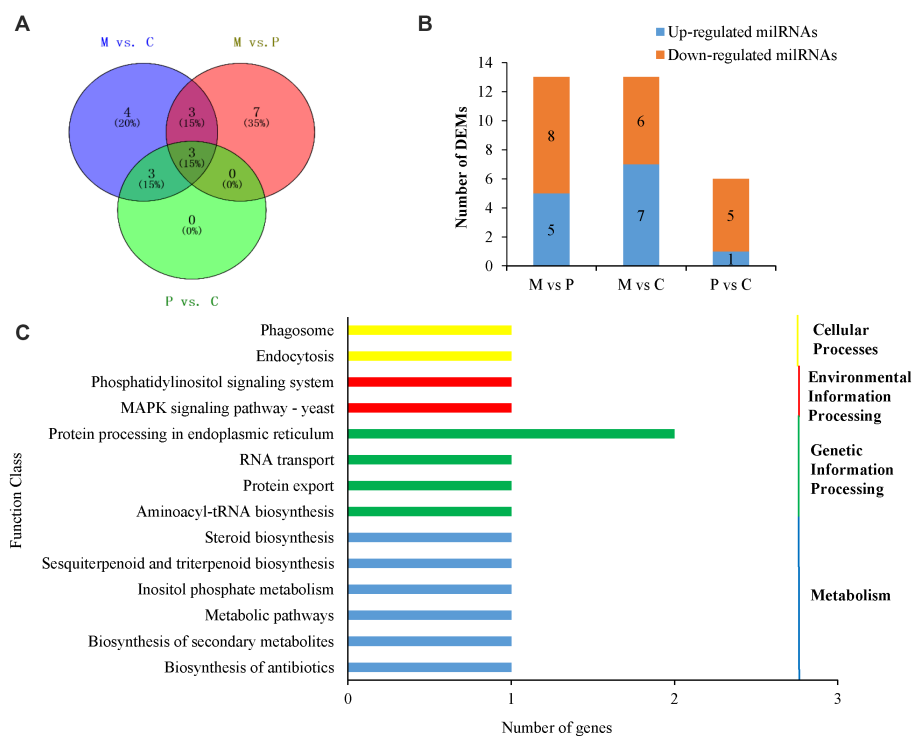 A
M vs. C
M vs.P
4
(20%)
3
(15%)
7
(35%)
3
(15%)
3
(15%)
0
(0%)
0
(0%)
P vs. C
B
Up-regulated milRNAs
Down-regulated milRNAs
Number of DEMs
14
12
10
8
6
4
2
0
8
5
6
7
5
1
M vs P
M vs C
P vs C
C
Function Class
Phagosome
Endocytosis
Phosphatidylinositol signaling system
MAPK signaling pathway - yeast
Protein processing in endoplasmic reticulum
RNA transport
Protein export
Aminoacyl-tRNA biosynthesis
Steroid biosynthesis
Sesquiterpenoid and triterpenoid biosynthesis
Inositol phosphate metabolism
Metabolic pathways
Biosynthesis of secondary metabolites
Biosynthesis of antibiotics
0
1
2
3
Number of genes
Cellular
Processes
Environmental
Information
Processing
Genetic
Information
Processing
Metabolism